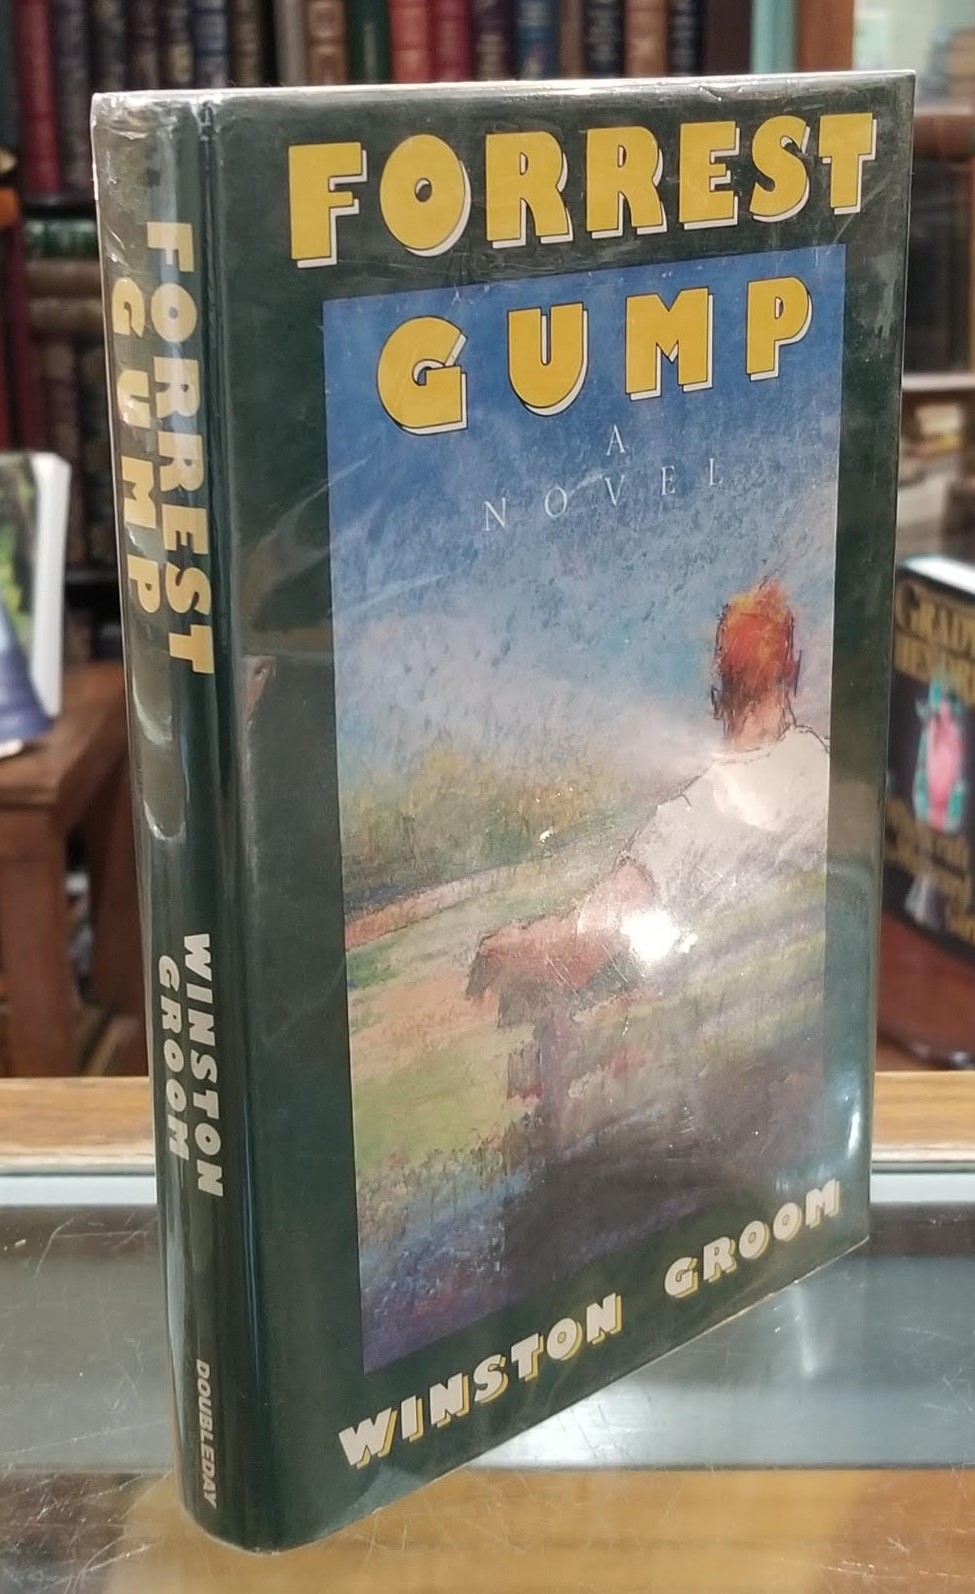 FORREST
GUMP
A
NOVEL
WINSTON GROOM
FORREST
GUMP
WINSTON
GROOM
DOUBLEDAY